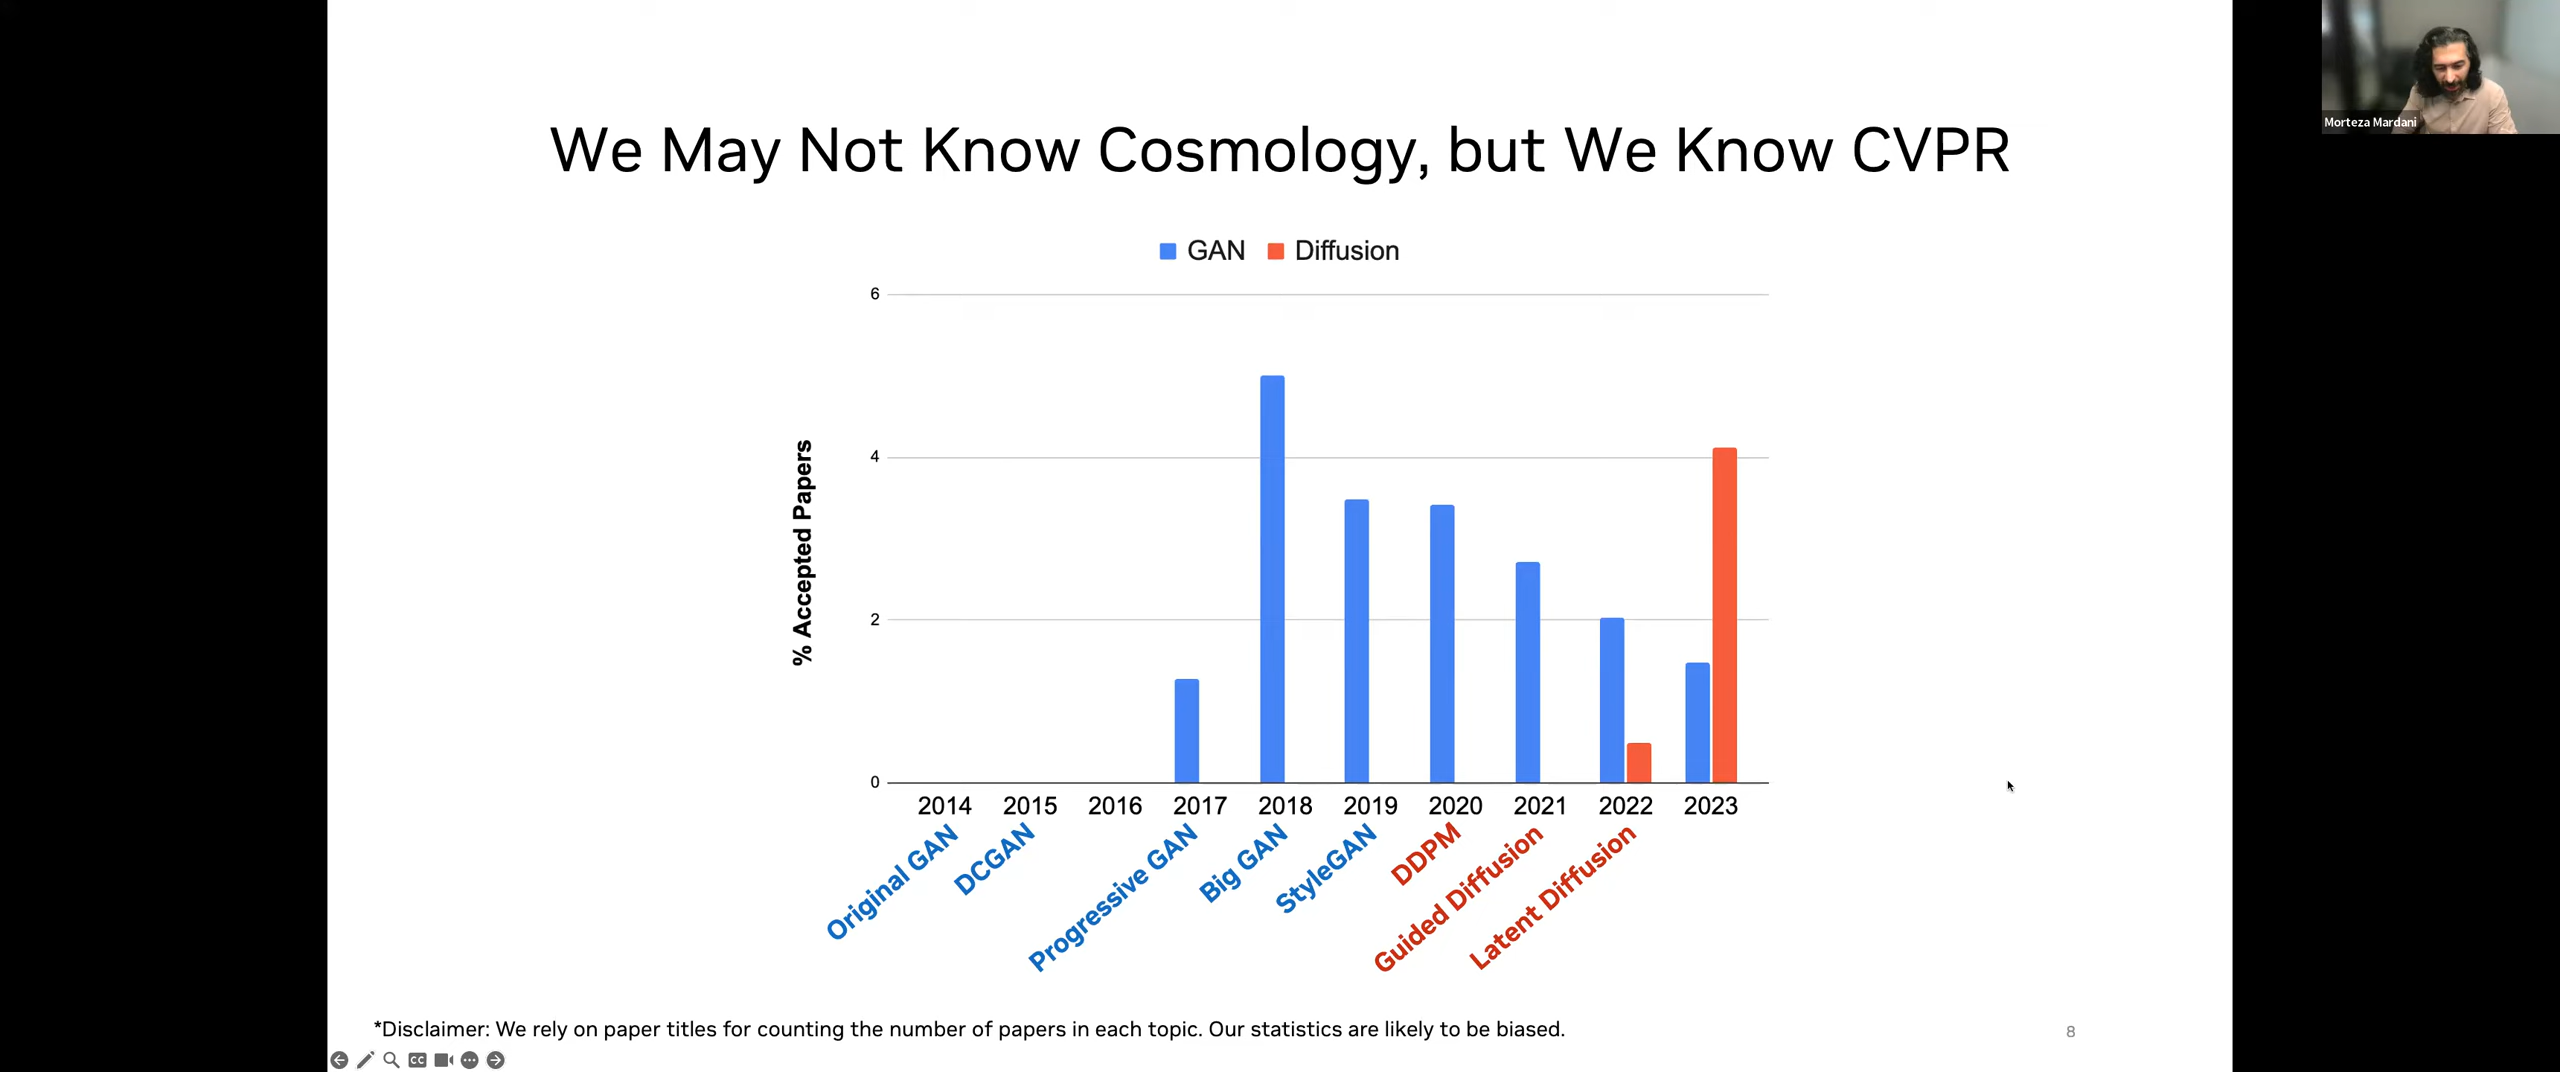 Morteza Mardani
We May Not Know Cosmology, but We Know CVPR
GAN Diffusion
6
4
2
0
% Accepted Papers
2014 2015 2016 2017 2018 2019 2020 2021 2022 2023
Original GAN
DCGAN
Progressive GAN
Big GAN
StyleGAN
DDPM
Guided Diffusion
Latent Diffusion
*Disclaimer: We rely on paper titles for counting the number of papers in each topic. Our statistics are likely to be biased.
8
CC